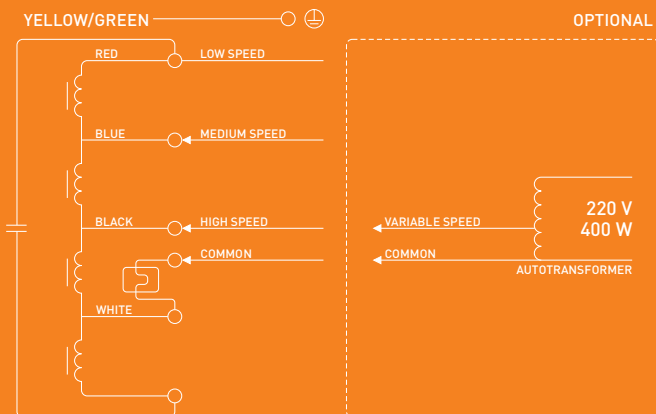 YELLOW/GREEN
OPTIONAL
RED
LOW SPEED
BLUE
MEDIUM SPEED
BLACK
HIGH SPEED
VARIABLE SPEED
220 V
400 W
COMMON
COMMON
AUTOTRANSFORMER
WHITE